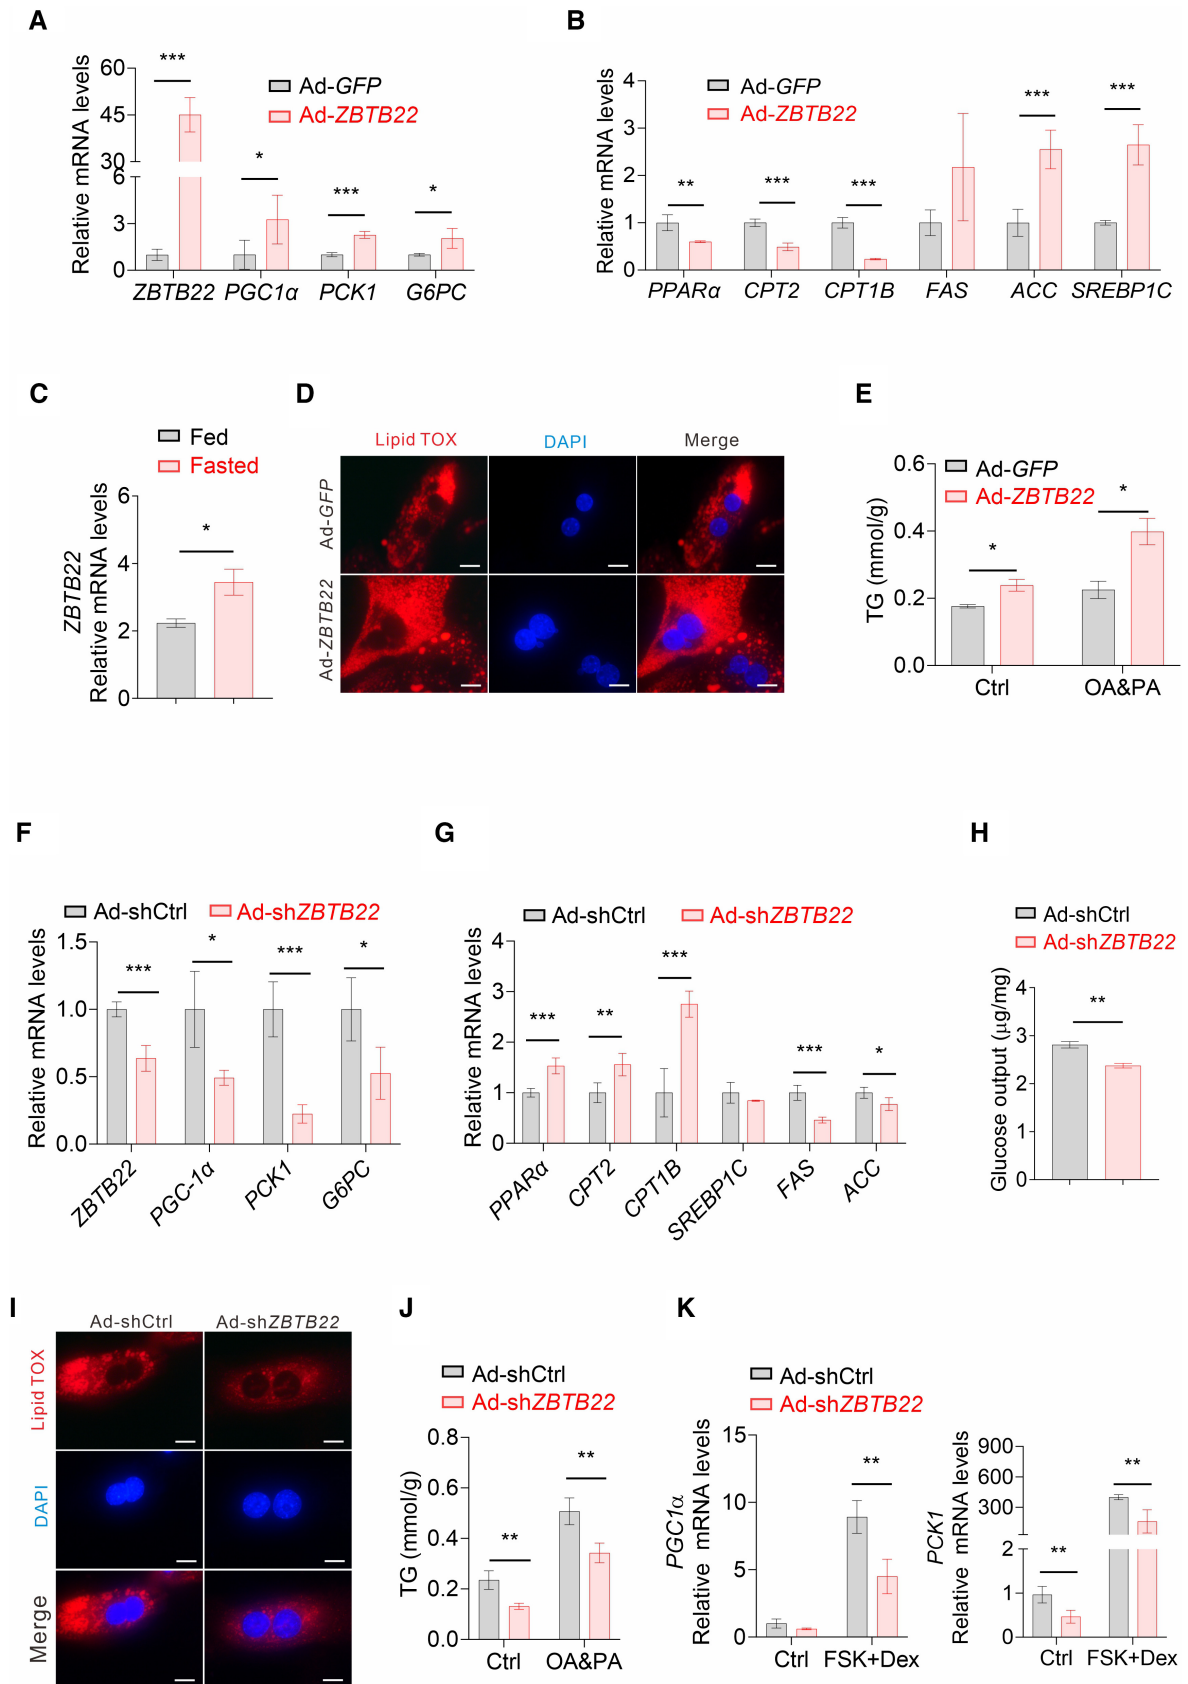 A
Relative mRNA levels
60
45
30
6
3
0
***
*
***
*
Ad-GFP
Ad-ZBTB22
ZBTB22 PGC1α PCK1 G6PC
B
Relative mRNA levels
4
3
2
1
0
Ad-GFP
Ad-ZBTB22
**
***
***
***
***
PPARα CPT2 CPT1B FAS ACC SREBP1C
C
Fed
Fasted
ZBTB22
Relative mRNA levels
6
4
2
0
*
D
Lipid TOX DAPI Merge
Ad-GFP
Ad-ZBTB22
E
TG (mmol/g)
0.6
0.4
0.2
0.0
Ad-GFP
Ad-ZBTB22
*
*
Ctrl OA&PA
F
Ad-shCtrl Ad-shZBTB22
Relative mRNA levels
1.5
1.0
0.5
0.0
***
*
***
*
ZBTB22 PGC-1α PCK1 G6PC
G
Ad-shCtrl Ad-shZBTB22
Relative mRNA levels
4
3
2
1
0
***
**
***
***
*
PPARα CPT2 CPT1B SREBP1C FAS ACC
H
Ad-shCtrl
Ad-shZBTB22
Glucose output (μg/mg)
4
3
2
1
0
**
I
Ad-shCtrl Ad-shZBTB22
Lipid TOX
DAPI
Merge
J
Ad-shCtrl
Ad-shZBTB22
TG (mmol/g)
0.8
0.6
0.4
0.2
0.0
**
**
Ctrl OA&PA
K
Ad-shCtrl
Ad-shZBTB22
PGC1α
Relative mRNA levels
15
10
5
0
**
Ctrl FSK+Dex
PCK1
Relative mRNA levels
900
600
300
2
1
0
**
**
Ctrl FSK+Dex